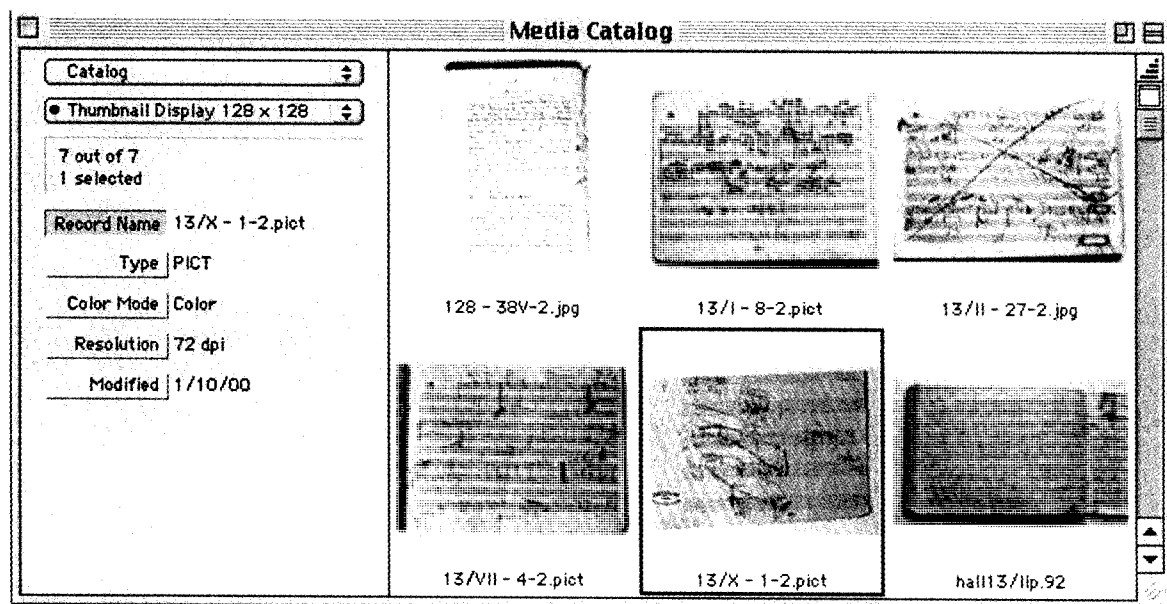 Media Catalog
Catalog
• Thumbnail Display 128 x 128
7 out of 7
1 selected
Record Name 13/X - 1-2.pict
Type PICT
Color Mode Color
Resolution 72 dpi
Modified 1/10/00
128 - 38V-2.jpg
13/I - 8-2.pict
13/II - 27-2.jpg
13/VII - 4-2.pict
13/X - 1-2.pict
hall13/IIp.92